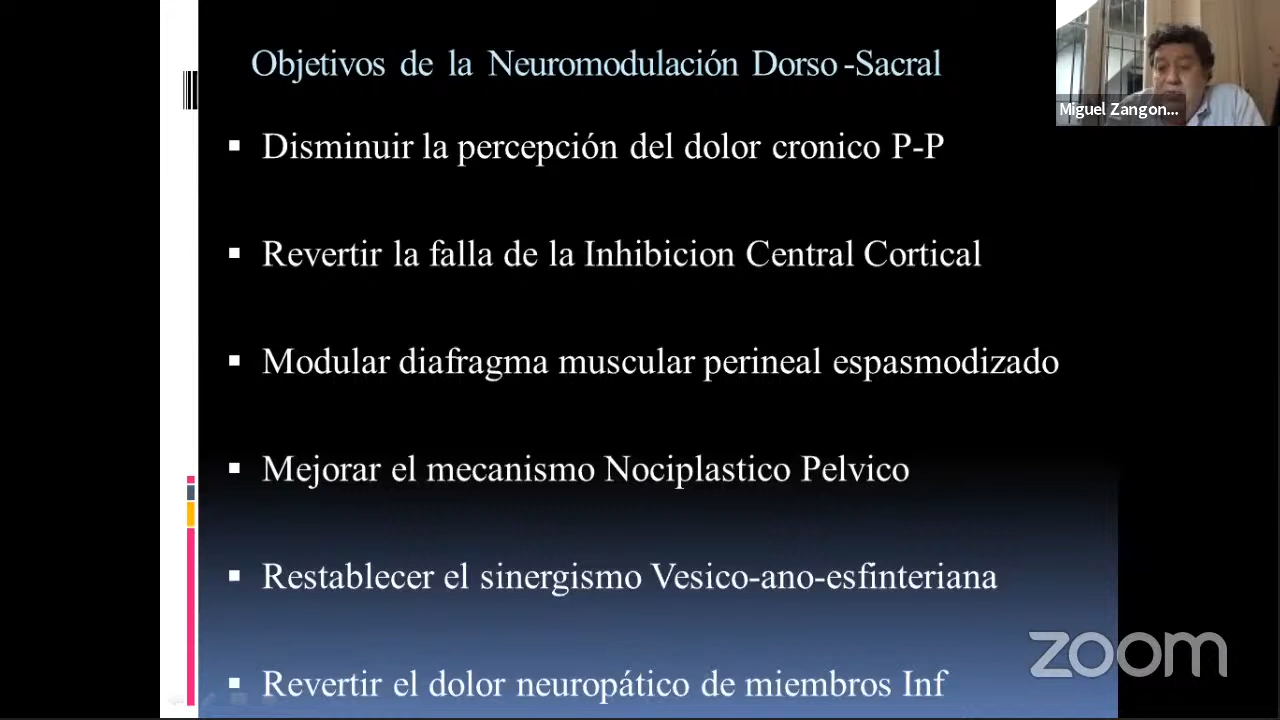 Objetivos de la Neuromodulación Dorso-Sacral
Miguel Zangon...
▪ Disminuir la percepción del dolor cronico P-P
▪ Revertir la falla de la Inhibicion Central Cortical
▪ Modular diafragma muscular perineal espasmodizado
▪ Mejorar el mecanismo Nociplastico Pelvico
▪ Restablecer el sinergismo Vesico-ano-esfinteriana
zoom
▪ Revertir el dolor neuropático de miembros Inf